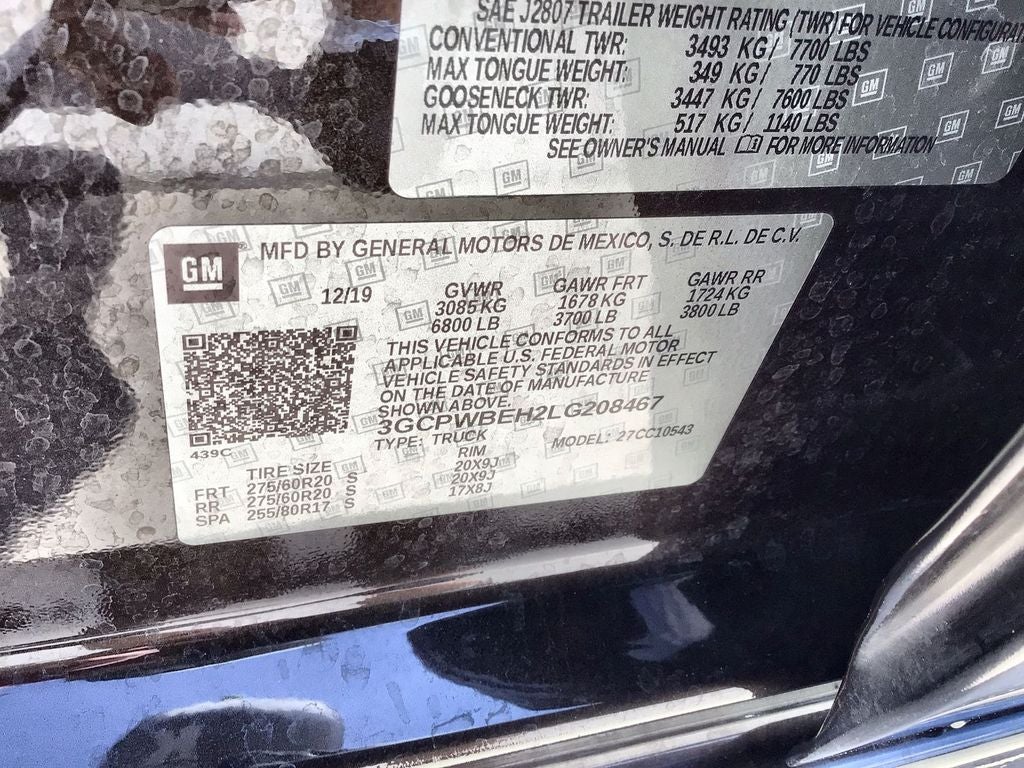 SAE J2807 TRAILER WEIGHT RATING (TWR) FOR VEHICLE CONFIGURAT
CONVENTIONAL TWR: 3493 KG / 7700 LBS
MAX TONGUE WEIGHT: 349 KG / 770 LBS
GOOSENECK TWR: 3447 KG / 7600 LBS
MAX TONGUE WEIGHT: 517 KG / 1140 LBS
SEE OWNER'S MANUAL FOR MORE INFORMATION
GM
MFD BY GENERAL MOTORS DE MEXICO, S. DE R.L. DE C.V.
12/19 GVWR GAWR FRT GAWR RR
3085 KG 1678 KG 1724 KG
6800 LB 3700 LB 3800 LB
THIS VEHICLE CONFORMS TO ALL
APPLICABLE U.S. FEDERAL MOTOR
VEHICLE SAFETY STANDARDS IN EFFECT
ON THE DATE OF MANUFACTURE
SHOWN ABOVE.
3GCPWBEH2LG208467
439C TYPE: TRUCK MODEL: 27CC10543
TIRE SIZE RIM
FRT 275/60R20 S 20X9J
RR 275/60R20 S 20X9J
SPA 255/80R17 S 17X8J